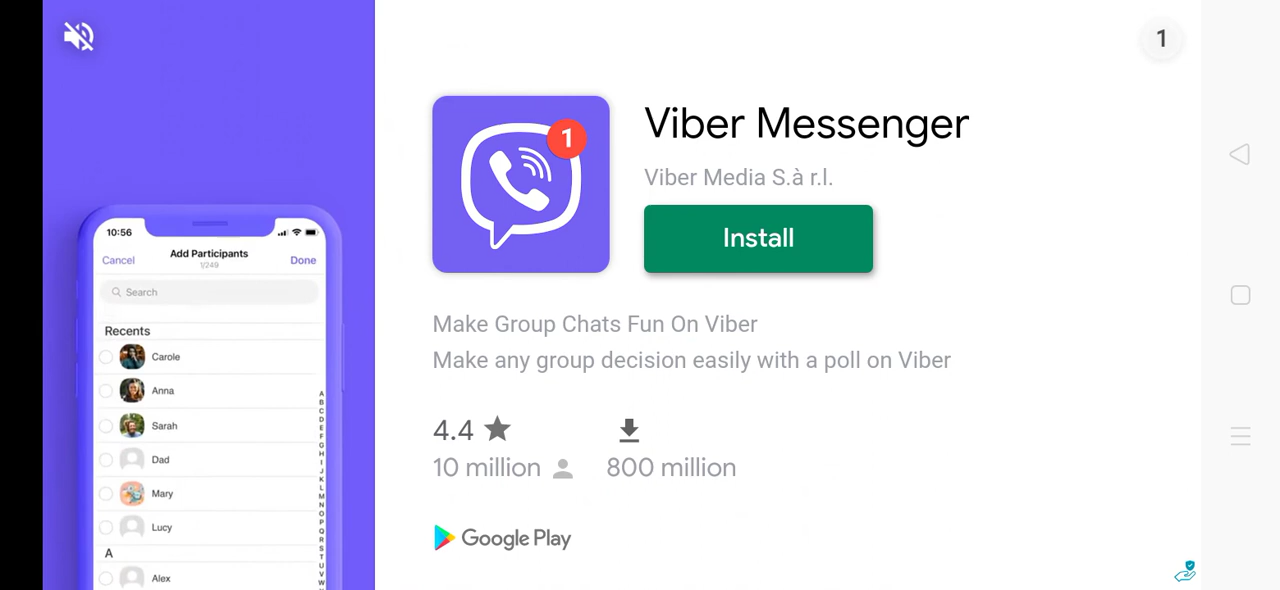 10:56
Cancel
Add Participants
1/249
Done
Search
Recents
Carole
Anna
Sarah
Dad
Mary
Lucy
A
Alex
A
B
C
D
E
F
G
H
I
J
K
L
M
N
O
P
Q
R
S
T
U
V
W
1
1
Viber Messenger
Viber Media S.à r.l.
Install
Make Group Chats Fun On Viber
Make any group decision easily with a poll on Viber
4.4
10 million
800 million
Google Play